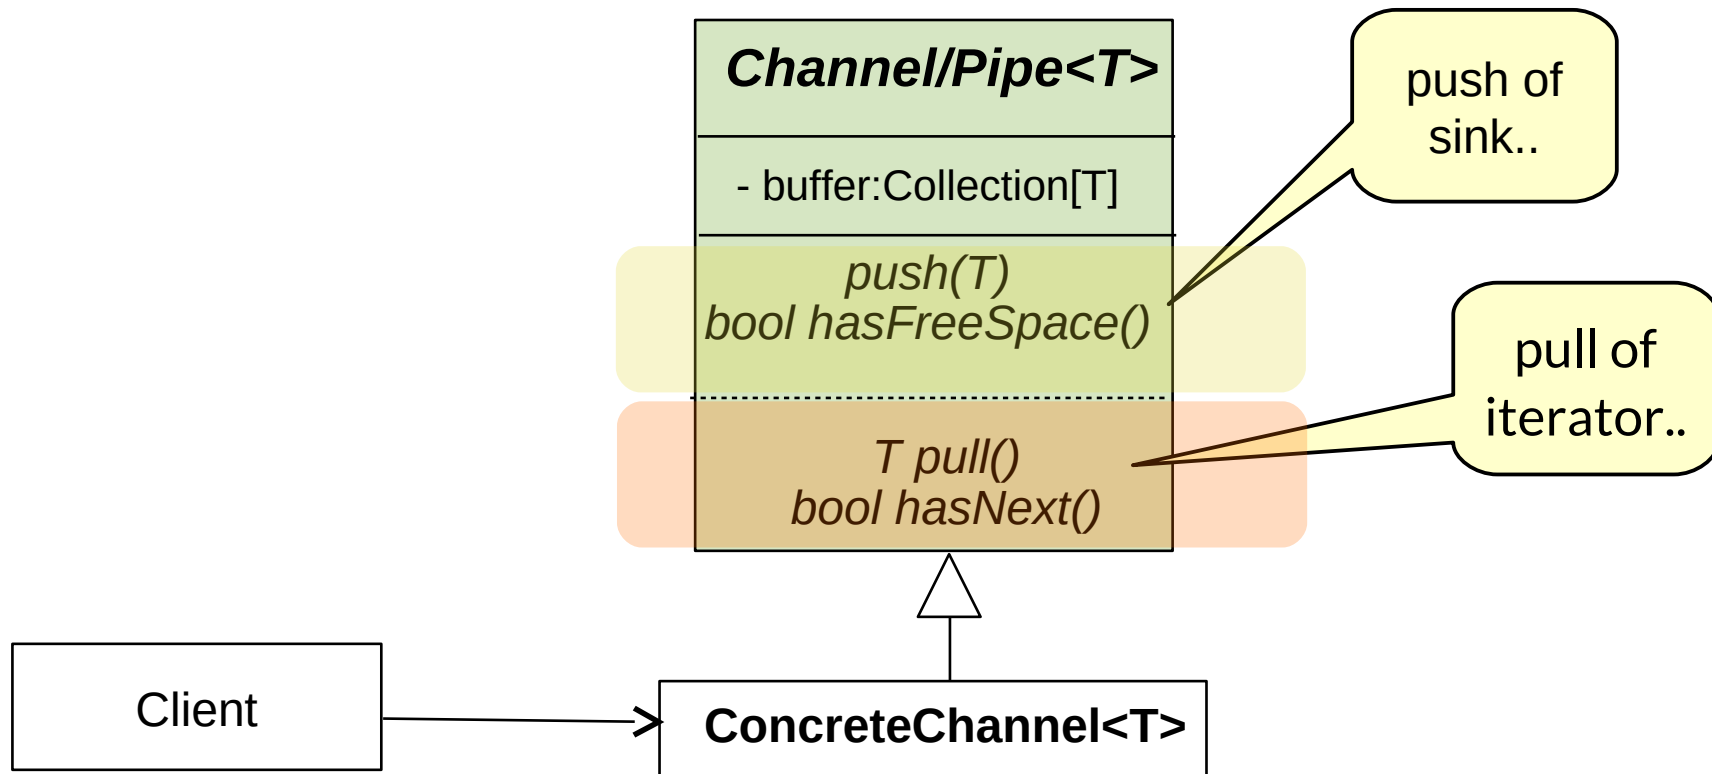 Channel/Pipe<T>
- buffer:Collection[T]
push(T)
bool hasFreeSpace()
T pull()
bool hasNext()
push of
sink..
pull of
iterator..
Client
ConcreteChannel<T>